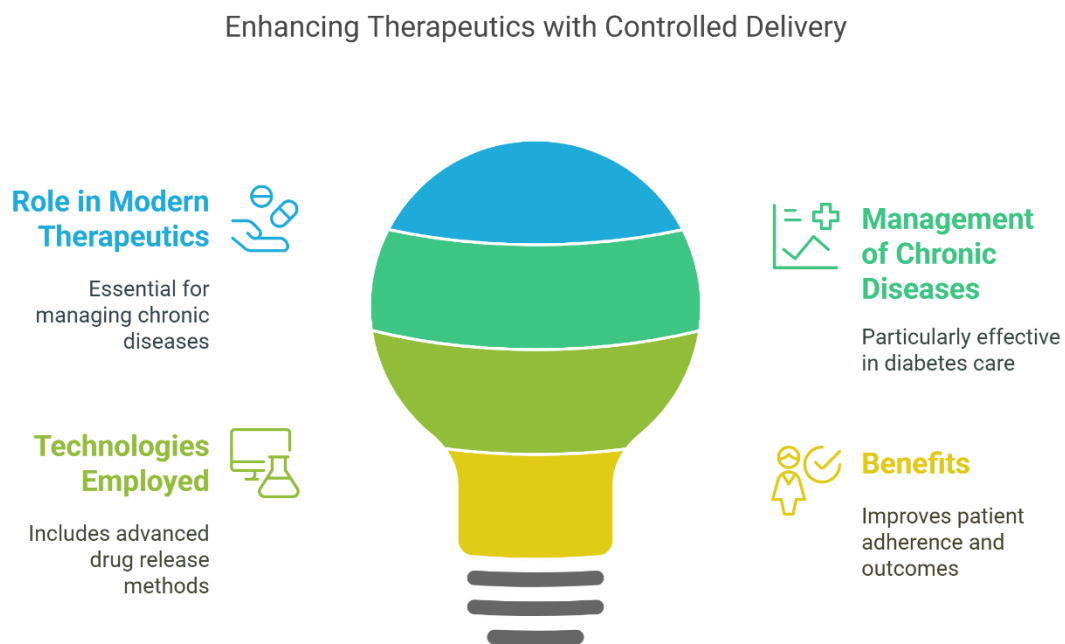 Enhancing Therapeutics with Controlled Delivery
Role in Modern
Therapeutics
Essential for
managing chronic
diseases
Management
of Chronic
Diseases
Particularly effective
in diabetes care
Technologies
Employed
Includes advanced
drug release
methods
Benefits
Improves patient
adherence and
outcomes